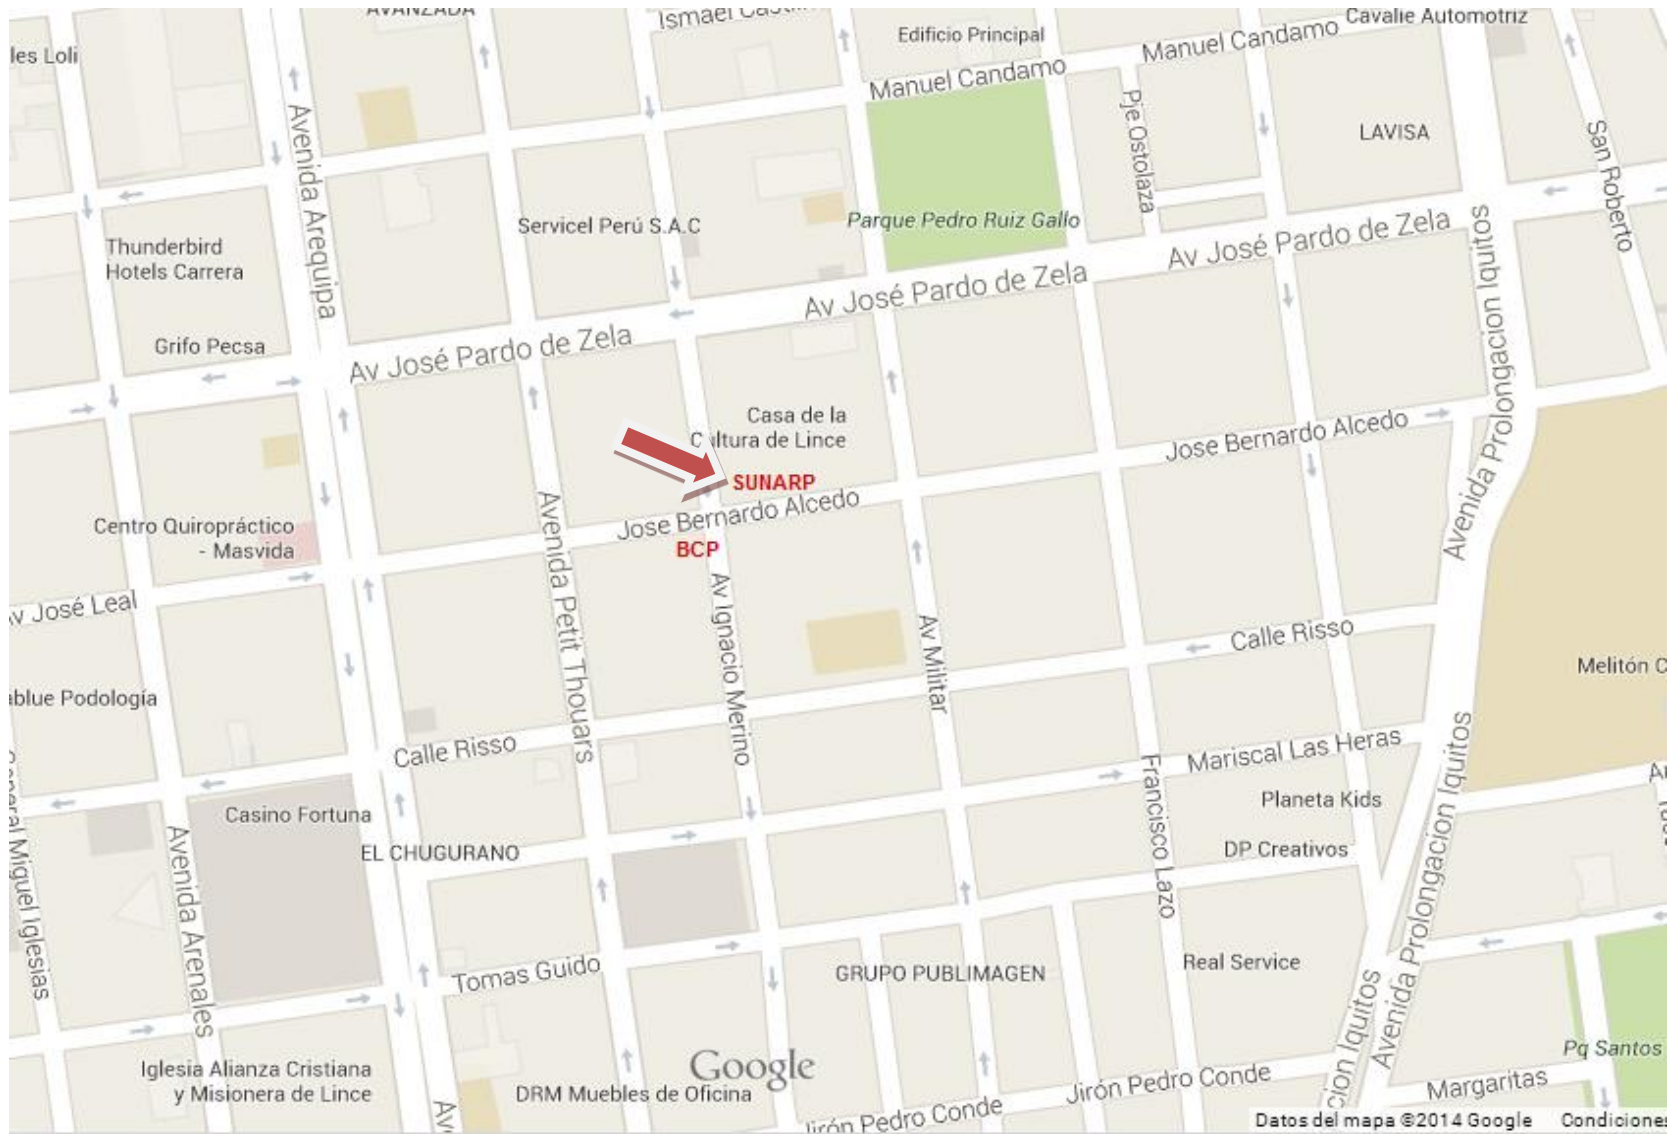 AVANZADA
Ismael
Edificio Principal
Cavalie Automotriz
les Loli
Manuel Candamo
Manuel Candamo
Avenida Arequipa
Pje Ostolaza
LAVISA
San Roberto
Servicel Perú S.A.C
Parque Pedro Ruiz Gallo
Thunderbird
Hotels Carrera
Av José Pardo de Zela
Av José Pardo de Zela
Av José Pardo de Zela
Grifo Pecsa
Avenida Prolongacion Iquitos
Casa de la
Cultura de Lince
Jose Bernardo Alcedo
SUNARP
Jose Bernardo Alcedo
Centro Quiropráctico
- Masvida
BCP
Avenida Petit Thouars
Av Ignacio Merino
Av Militar
v José Leal
Calle Risso
Melitón C
ablue Podología
Calle Risso
Mariscal Las Heras
Francisco Lazo
Planeta Kids
Casino Fortuna
EL CHUGURANO
DP Creativos
General Miguel Iglesias
Avenida Arenales
Avenida Prolongacion Iquitos
Tomas Guido
GRUPO PUBLIMAGEN
Real Service
Iglesia Alianza Cristiana
y Misionera de Lince
Google
DRM Muebles de Oficina
Av
Jirón Pedro Conde
Jirón Pedro Conde
cion Iquitos
Pq Santos
Margaritas
Datos del mapa ©2014 Google
Condiciones